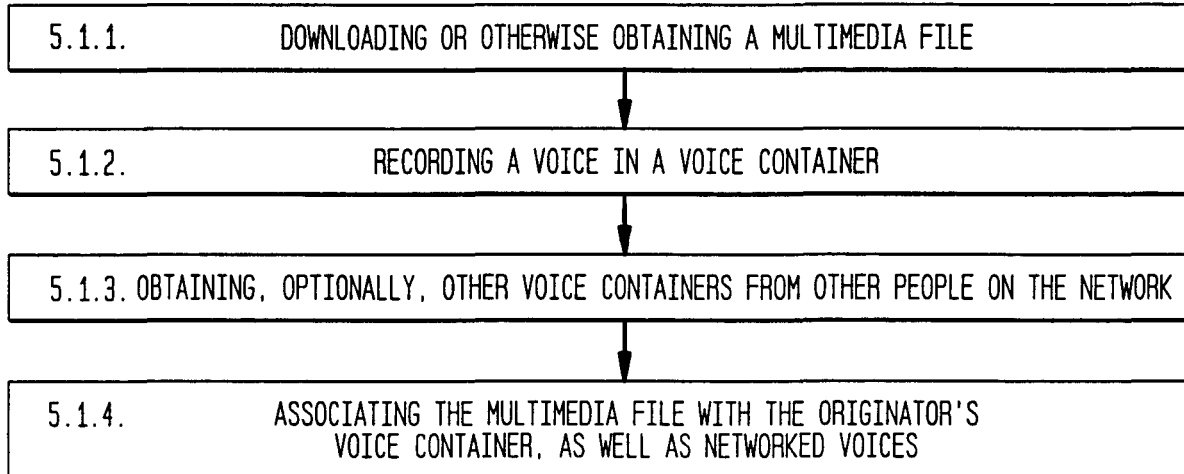 5.1.1. DOWNLOADING OR OTHERWISE OBTAINING A MULTIMEDIA FILE
5.1.2. RECORDING A VOICE IN A VOICE CONTAINER
5.1.3. OBTAINING, OPTIONALLY, OTHER VOICE CONTAINERS FROM OTHER PEOPLE ON THE NETWORK
5.1.4. ASSOCIATING THE MULTIMEDIA FILE WITH THE ORIGINATOR'S
VOICE CONTAINER, AS WELL AS NETWORKED VOICES